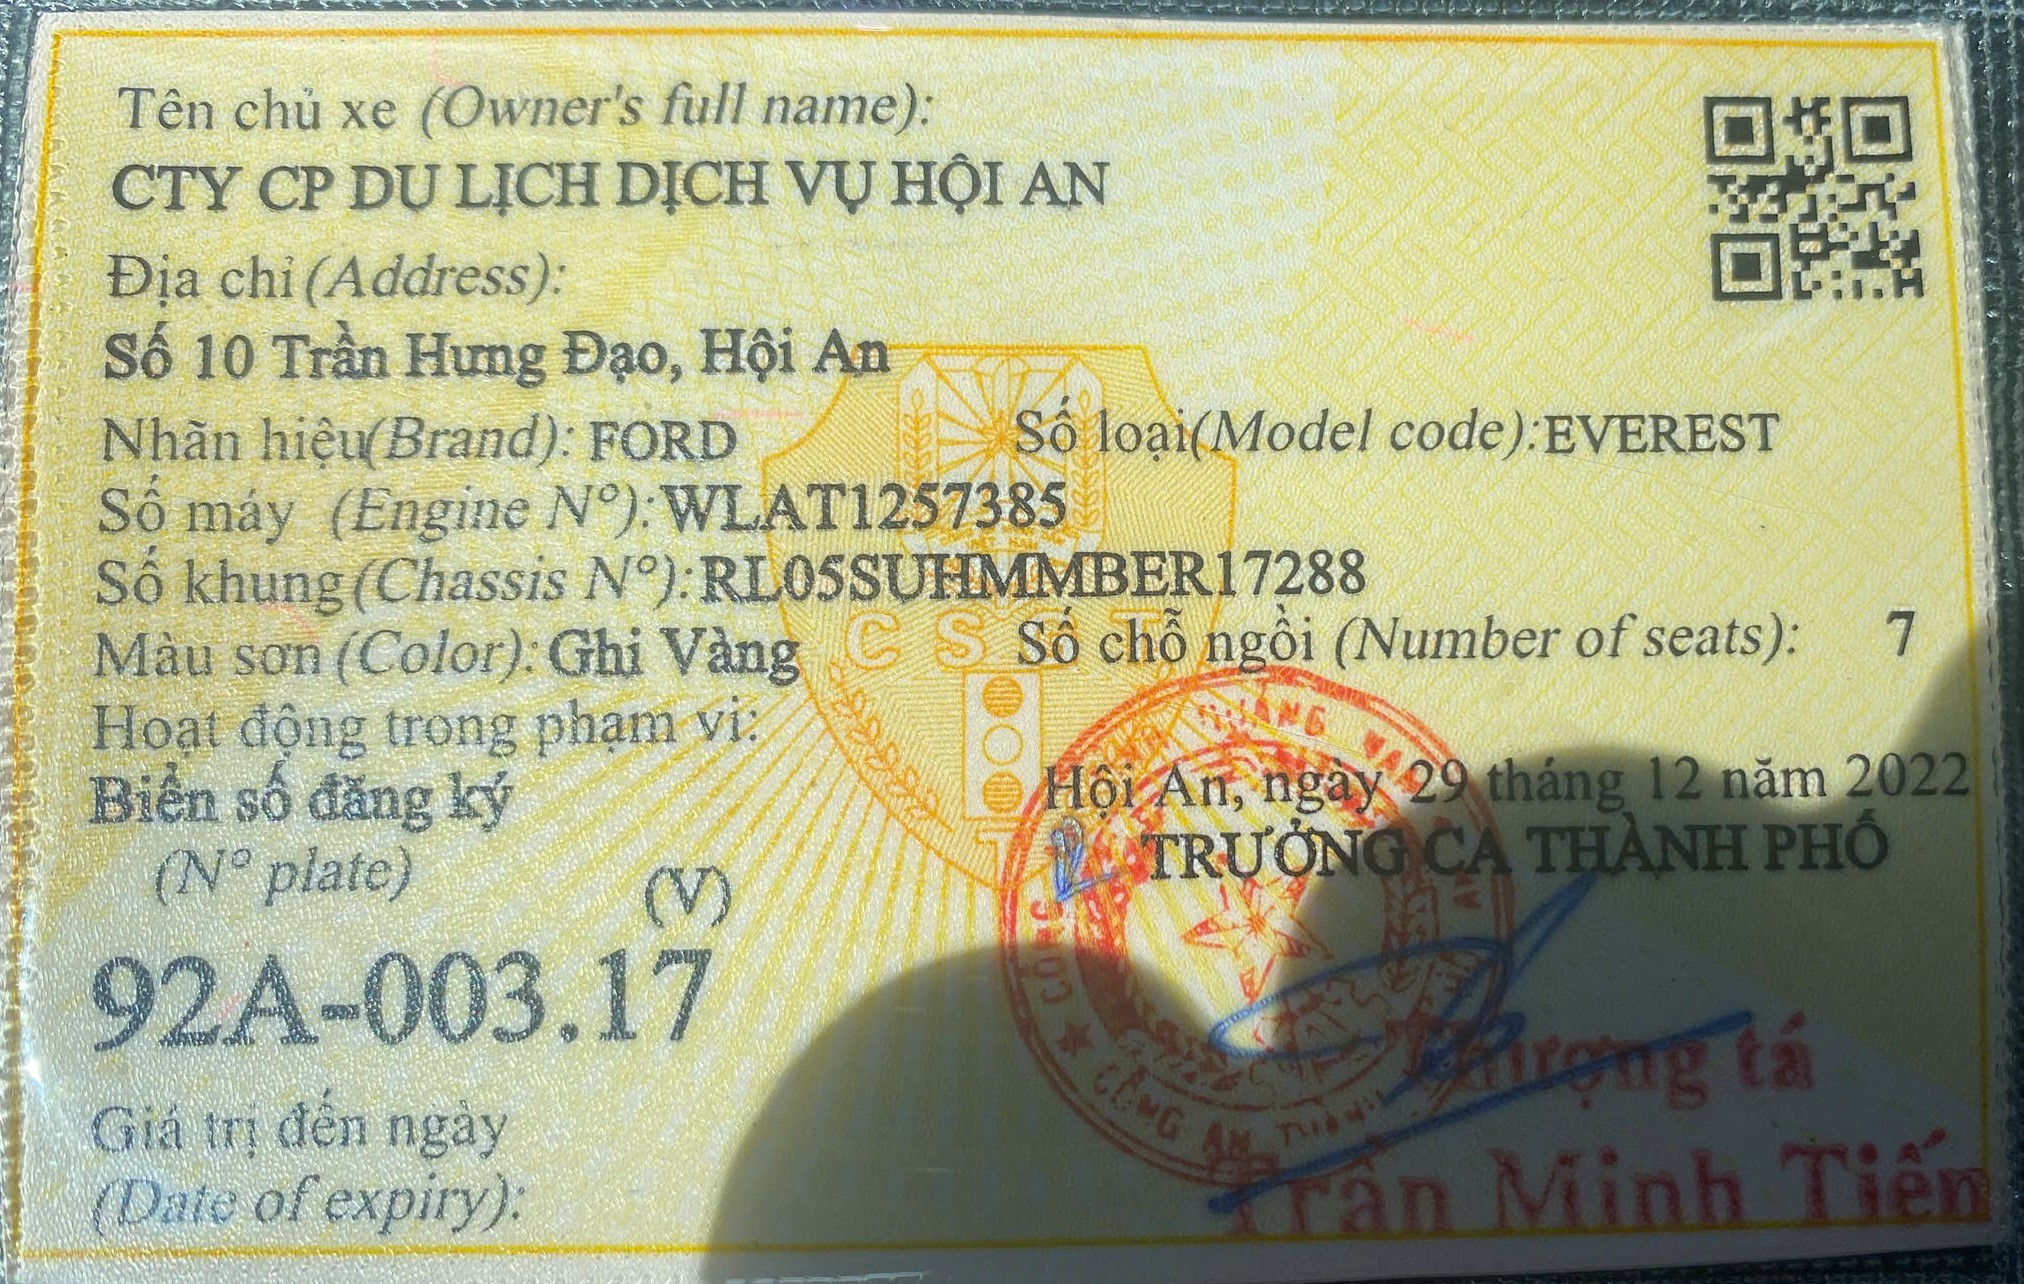 Tên chủ xe (Owner's full name):
CTY CP DU LỊCH DỊCH VỤ HỘI AN
Địa chỉ (Address):
Số 10 Trần Hưng Đạo, Hội An
Nhãn hiệu(Brand): FORD Số loại(Model code):EVEREST
Số máy (Engine N°): WLAT1257385
Số khung(Chassis N°): RL05SUHMMMBER17288
Màu sơn (Color): Ghi Vàng Số chỗ ngồi (Number of seats): 7
Hoạt động trong phạm vi:
Biển số đăng ký
(N° plate)
(V)
92A-003.17
Giá trị đến ngày
(Date of expiry):
Hội An, ngày 29 tháng 12 năm 2022
TRƯỞNG CA THÀNH PHỐ
CSGT
CÔNG AN
Thượng tá
Trần Minh Tiến